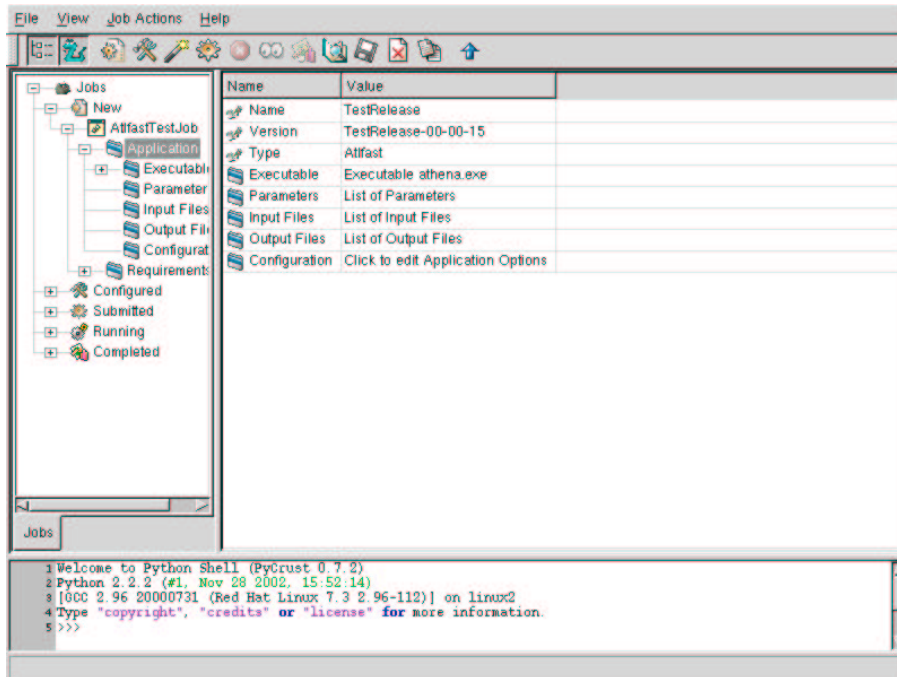 File View Job Actions Help
Jobs
New
AtlfastTestJob
Application
Executabl
Parameter
Input Files
Output Fil
Configurat
Requirements
Configured
Submitted
Running
Completed
Jobs
Name Value
Name TestRelease
Version TestRelease-00-00-15
Type Atlfast
Executable Executable athena.exe
Parameters List of Parameters
Input Files List of Input Files
Output Files List of Output Files
Configuration Click to edit Application Options
1 Welcome to Python Shell (PyCrust 0.7.2)
2 Python 2.2.2 (#1, Nov 28 2002, 15:52:14)
3 [GCC 2.96 20000731 (Red Hat Linux 7.3 2.96-112)] on linux2
4 Type "copyright", "credits" or "license" for more information.
5 >>>